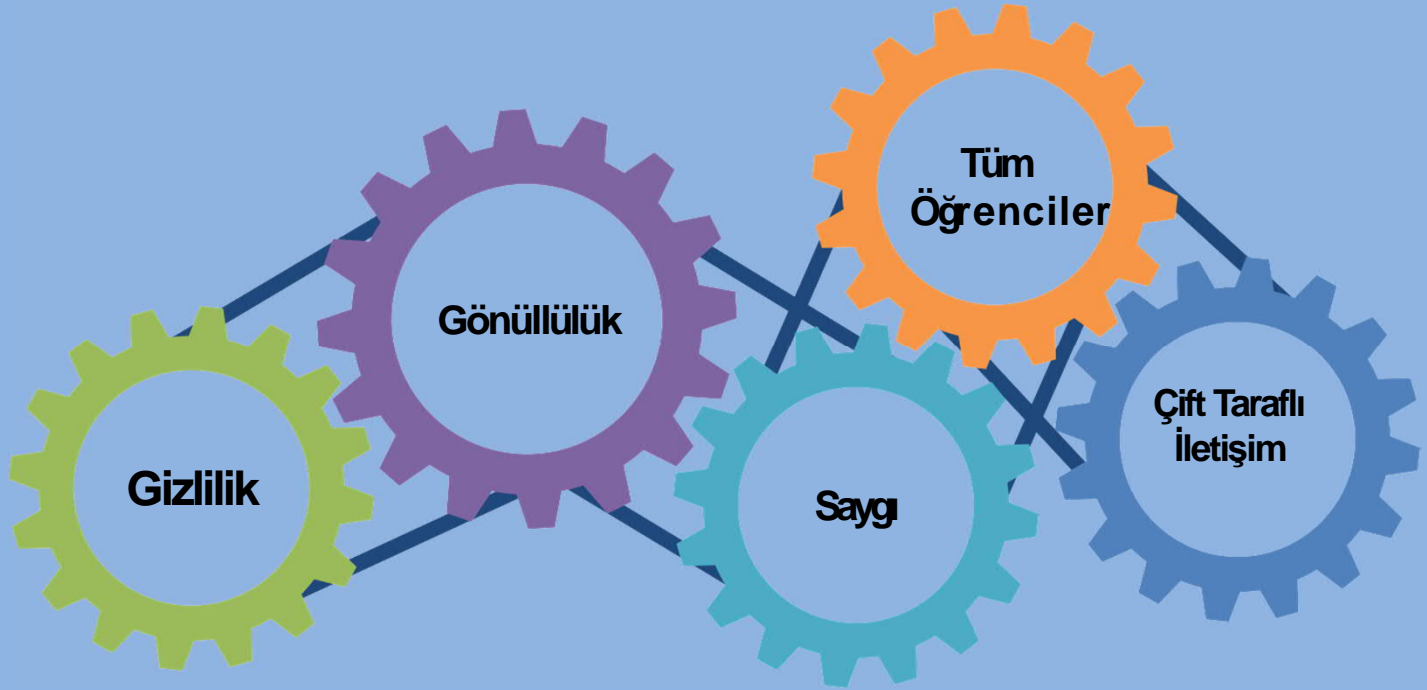 Gizlilik
Gönüllülük
Saygı
Tüm
Öğrenciler
Çift Taraflı
İletişim